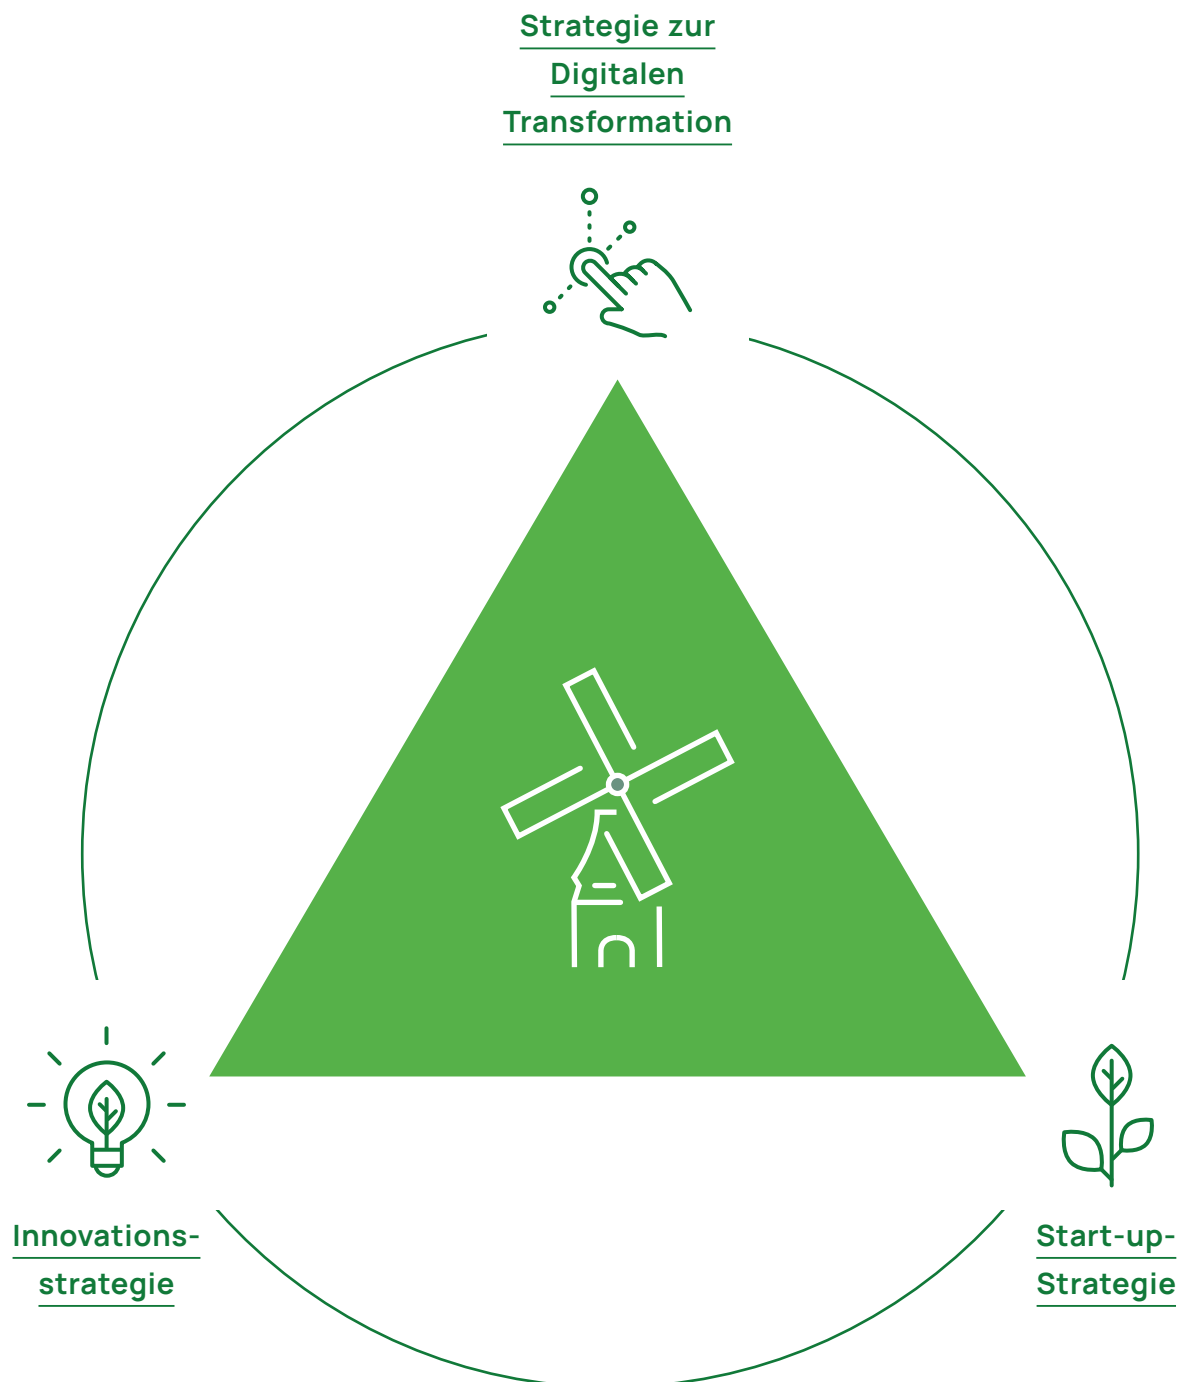 Strategie zur
Digitalen
Transformation
Innovations-
strategie
Start-up-
Strategie